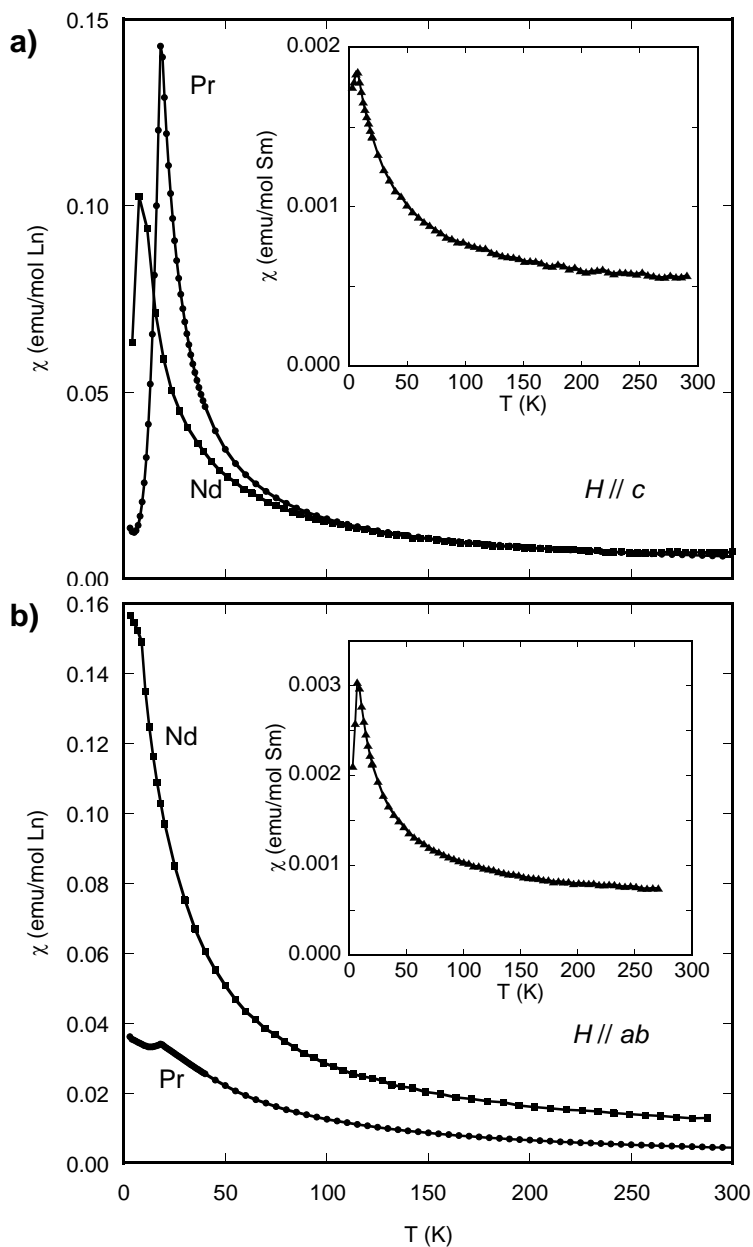 a)
0.15
0.10
0.05
0.00
χ (emu/mol Ln)
Pr
Nd
H // c
0.002
0.001
0.000
χ (emu/mol Sm)
0 50 100 150 200 250 300
T (K)
b)
0.16
0.14
0.12
0.10
0.08
0.06
0.04
0.02
0.00
χ (emu/mol Ln)
Nd
Pr
H // ab
0.003
0.002
0.001
0.000
χ (emu/mol Sm)
0 50 100 150 200 250 300
T (K)
0 50 100 150 200 250 300
T (K)